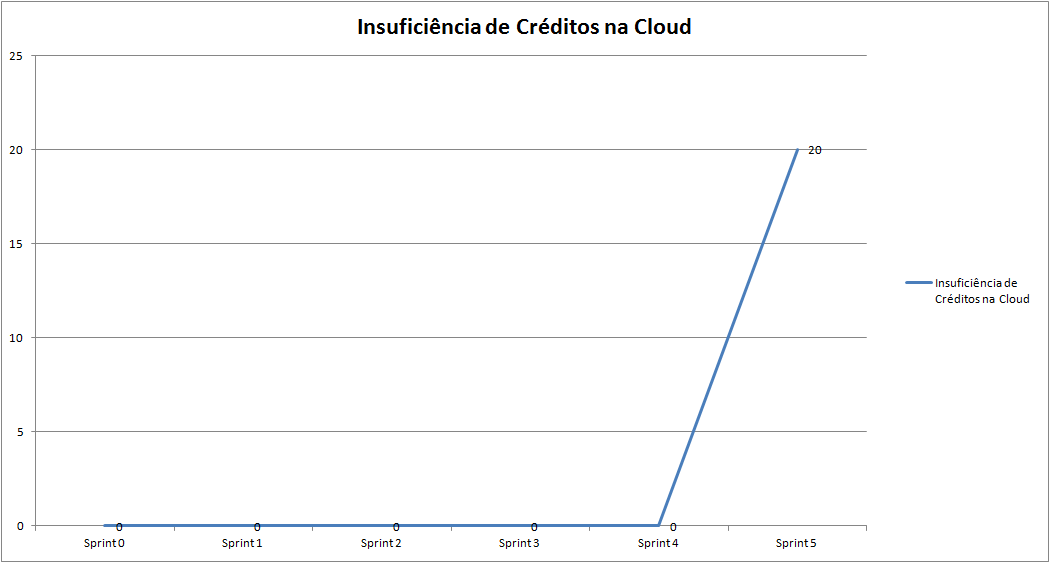 Insuficiência de Créditos na Cloud
25
20
20
15
10
5
0
0
0
0
0
0
Sprint 0
Sprint 1
Sprint 2
Sprint 3
Sprint 4
Sprint 5
Insuficiência de
Créditos na Cloud